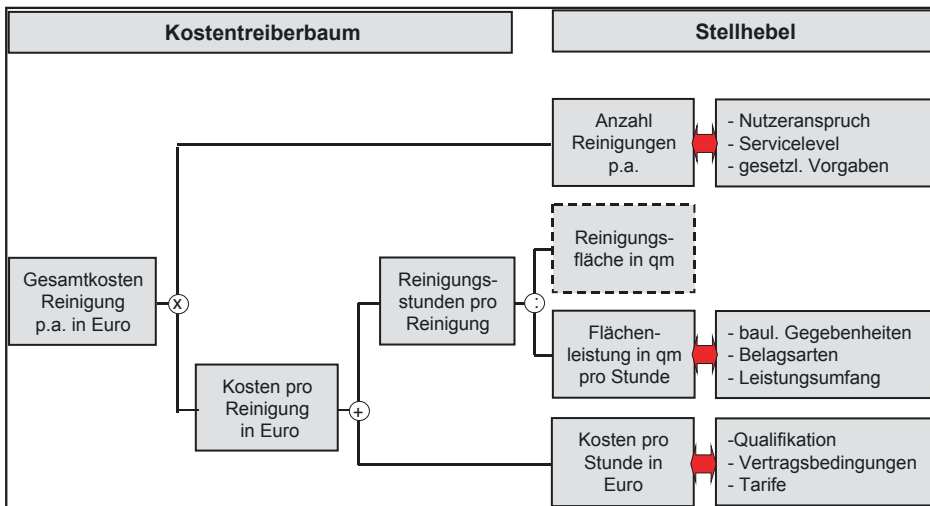 Kostentreiberbaum
Stellhebel
Anzahl
Reinigungen
p.a.
- Nutzeranspruch
- Servicelevel
- gesetzl. Vorgaben
Reinigungs-
fläche in qm
Gesamtkosten
Reinigung
p.a. in Euro
x
Reinigungs-
stunden pro
Reinigung
:
Flächen-
leistung in qm
pro Stunde
- baul. Gegebenheiten
- Belagsarten
- Leistungsumfang
Kosten pro
Reinigung
in Euro
+
Kosten pro
Stunde in
Euro
-Qualifikation
- Vertragsbedingungen
- Tarife